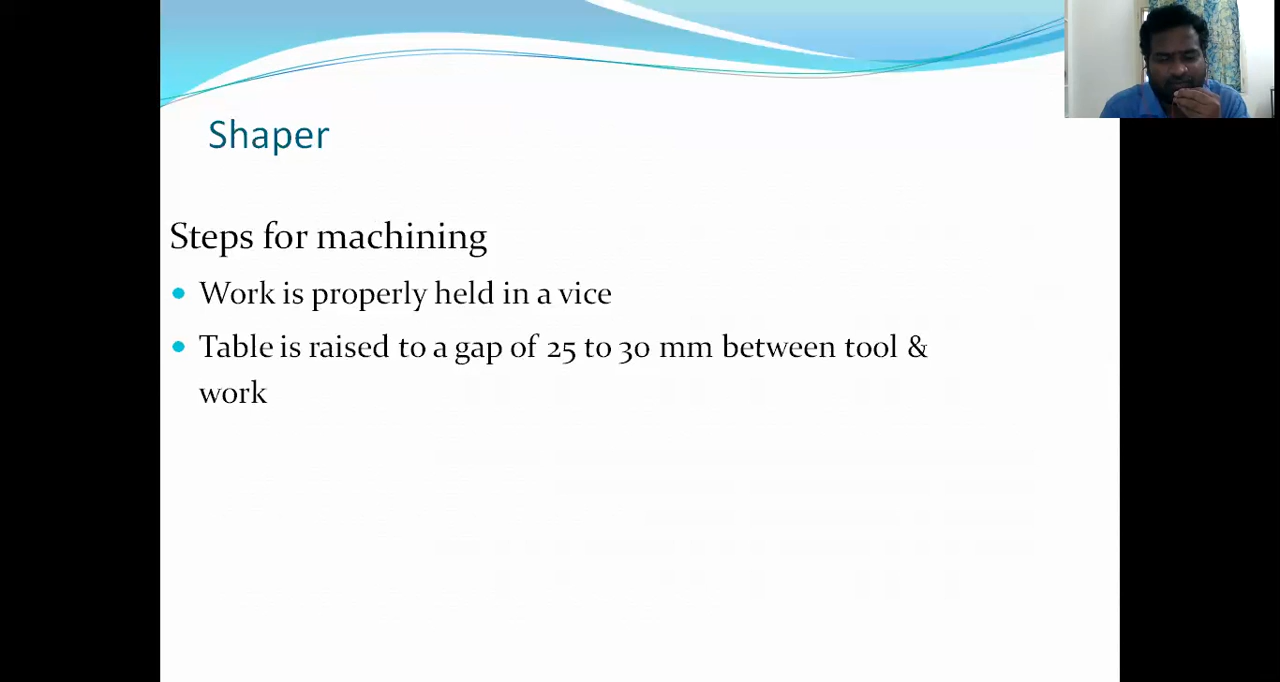 Shaper
Steps for machining
Work is properly held in a vice
Table is raised to a gap of 25 to 30 mm between tool &
work